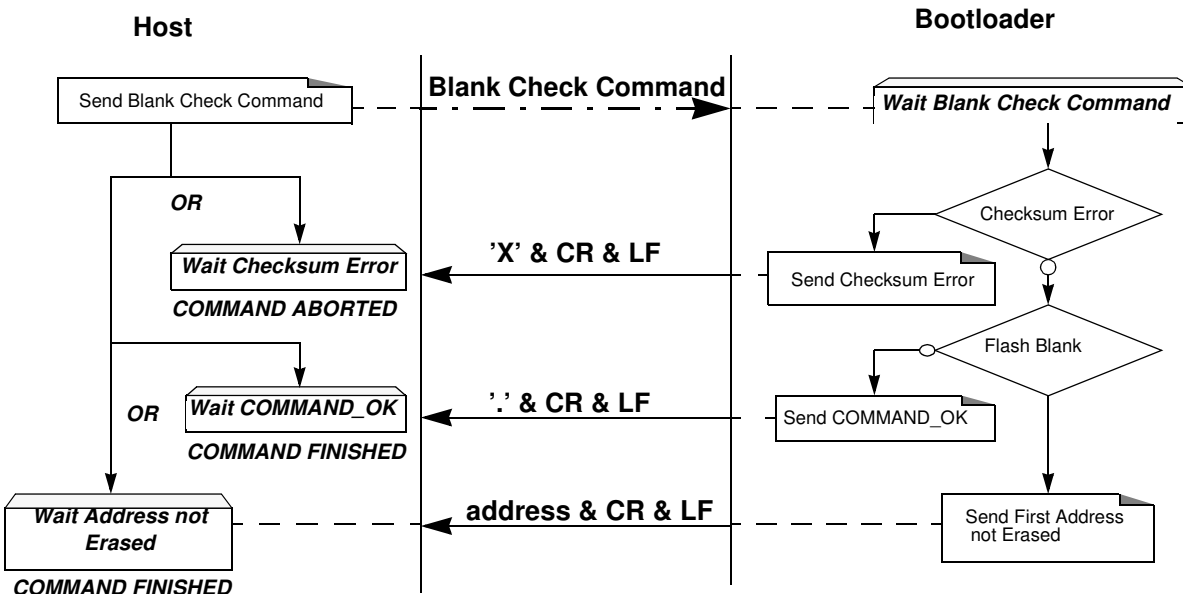 Host
Bootloader
Send Blank Check Command
Blank Check Command
Wait Blank Check Command
OR
Checksum Error
Wait Checksum Error
’X’ & CR & LF
Send Checksum Error
COMMAND ABORTED
Flash Blank
OR
Wait COMMAND_OK
’.’ & CR & LF
Send COMMAND_OK
COMMAND FINISHED
Wait Address not
Erased
address & CR & LF
Send First Address
not Erased
COMMAND FINISHED